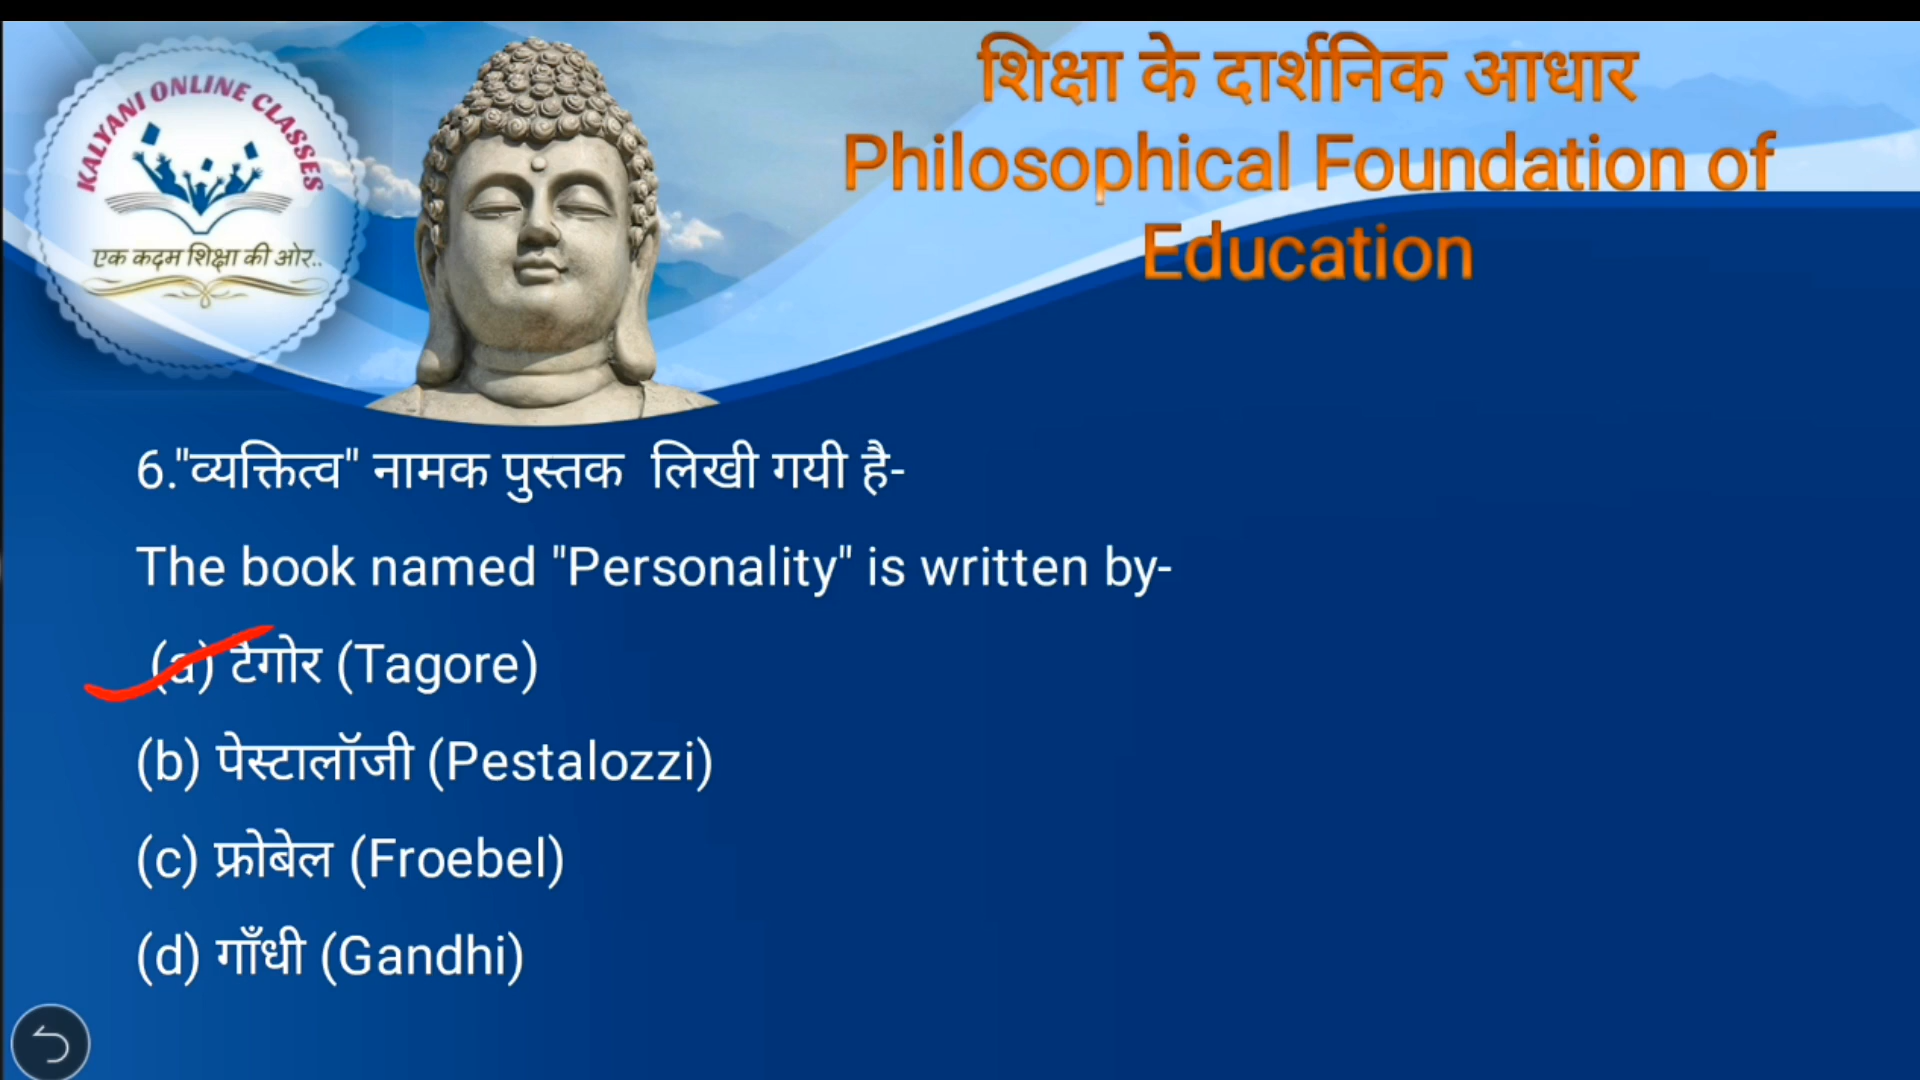 KALYANI ONLINE CLASSES
एक कदम शिक्षा की ओर..
शिक्षा के दार्शनिक आधार
Philosophical Foundation of
Education
6."व्यक्तित्व" नामक पुस्तक लिखी गयी है-
The book named "Personality" is written by-
(a) टैगोर (Tagore)
(b) पेस्टालॉजी (Pestalozzi)
(c) फ्रोबेल (Froebel)
(d) गाँधी (Gandhi)